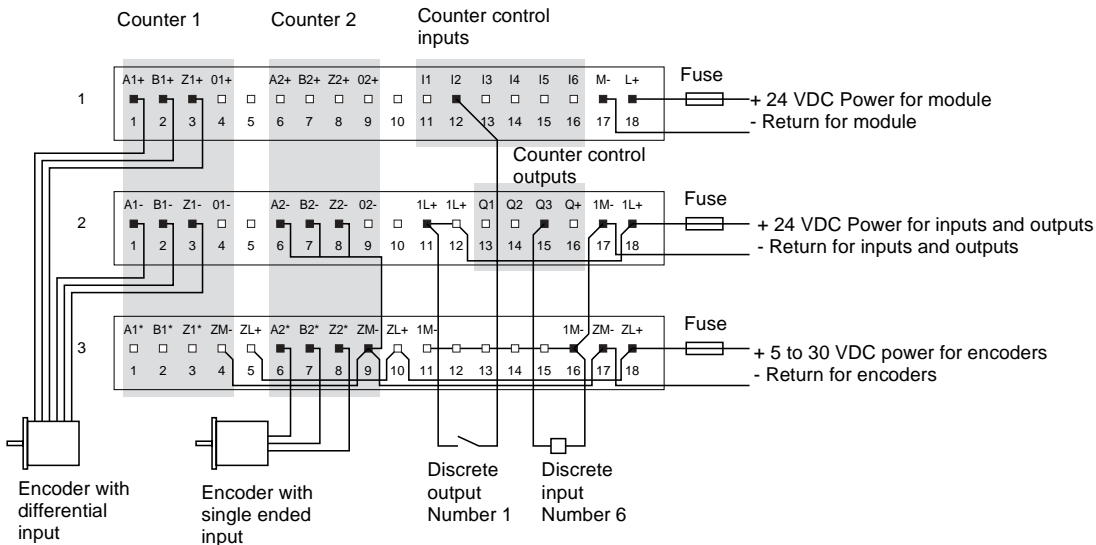 Counter 1 Counter 2 Counter control
inputs
A1+ B1+ Z1+ 01+ A2+ B2+ Z2+ 02+ I1 I2 I3 I4 I5 I6 M- L+ Fuse
1
1 2 3 4 5 6 7 8 9 10 11 12 13 14 15 16 17 18
+ 24 VDC Power for module
- Return for module
Counter control
outputs
A1- B1- Z1- 01- A2- B2- Z2- 02- 1L+ 1L+ Q1 Q2 Q3 Q+ 1M- 1L+ Fuse
2
1 2 3 4 5 6 7 8 9 10 11 12 13 14 15 16 17 18
+ 24 VDC Power for inputs and outputs
- Return for inputs and outputs
A1* B1* Z1* ZM- ZL+ A2* B2* Z2* ZM- ZL+ 1M- 1M- ZM- ZL+ Fuse
3
1 2 3 4 5 6 7 8 9 10 11 12 13 14 15 16 17 18
+ 5 to 30 VDC power for encoders
- Return for encoders
Encoder with
differential
input
Encoder with
single ended
input
Discrete
output
Number 1
Discrete
input
Number 6